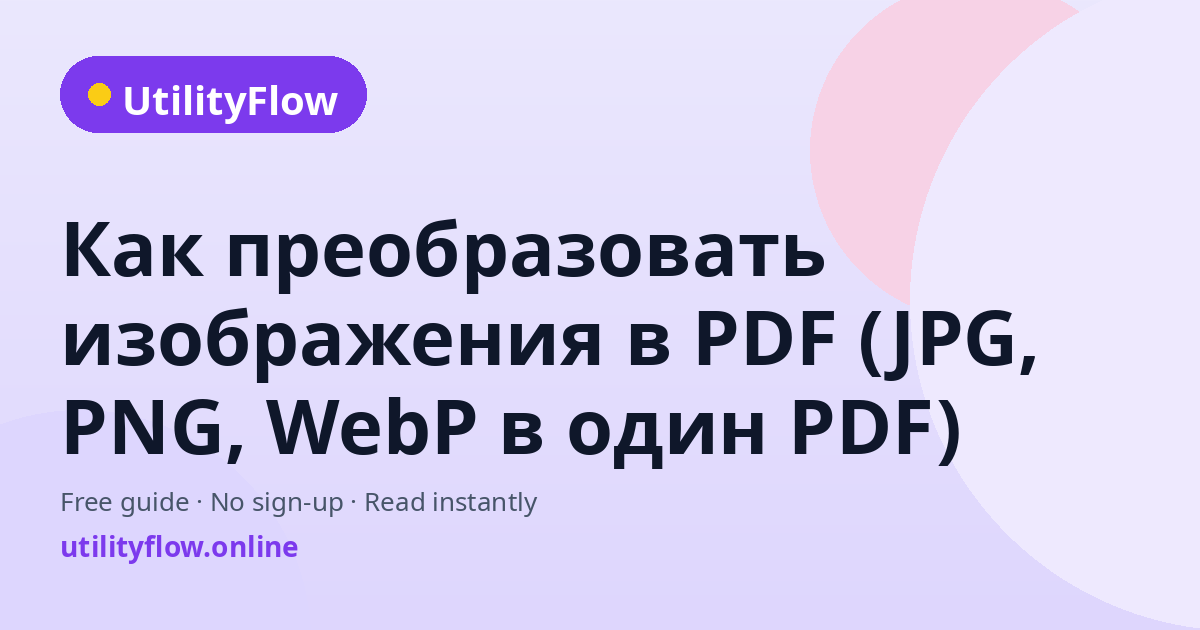 UtilityFlow
Как преобразовать
изображения в PDF (JPG,
PNG, WebP в один PDF)
Free guide · No sign-up · Read instantly
utilityflow.online